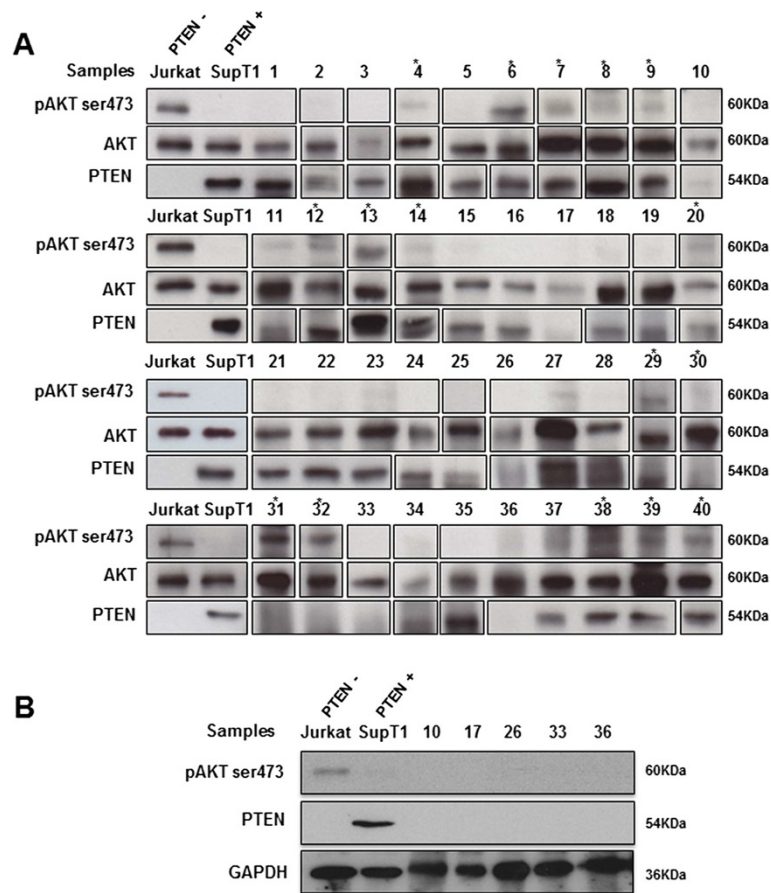 A
PTEN - PTEN +
Samples Jurkat SupT1 1 2 3 *4 5 *6 *7 *8 *9 10
pAKT ser473 60KDa
AKT 60KDa
PTEN 54KDa
Jurkat SupT1 11 *12 *13 *14 15 16 17 18 19 *20
pAKT ser473 60KDa
AKT 60KDa
PTEN 54KDa
Jurkat SupT1 21 22 23 24 25 26 27 28 *29 *30
pAKT ser473 60KDa
AKT 60KDa
PTEN 54KDa
Jurkat SupT1 *31 *32 33 34 35 36 37 *38 *39 *40
pAKT ser473 60KDa
AKT 60KDa
PTEN 54KDa
B
PTEN - PTEN +
Samples Jurkat SupT1 10 17 26 33 36
pAKT ser473 60KDa
PTEN 54KDa
GAPDH 36KDa